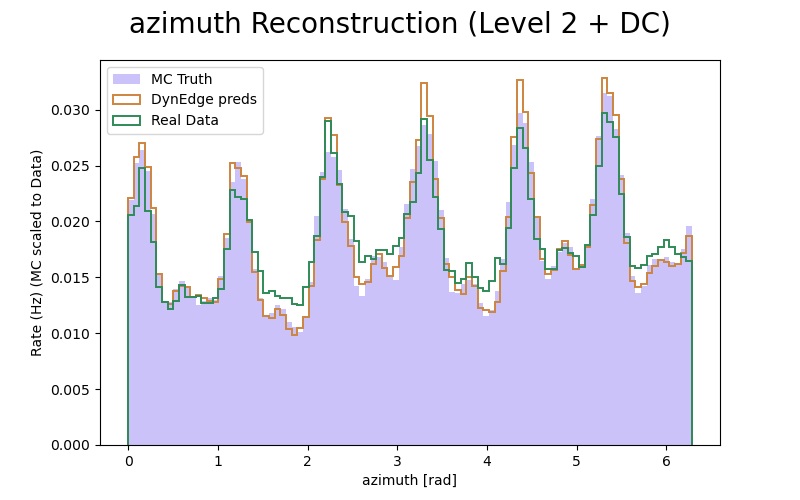 azimuth Reconstruction (Level 2 + DC)
MC Truth
DynEdge preds
Real Data
Rate (Hz) (MC scaled to Data)
0.030
0.025
0.020
0.015
0.010
0.005
0.000
0 1 2 3 4 5 6
azimuth [rad]